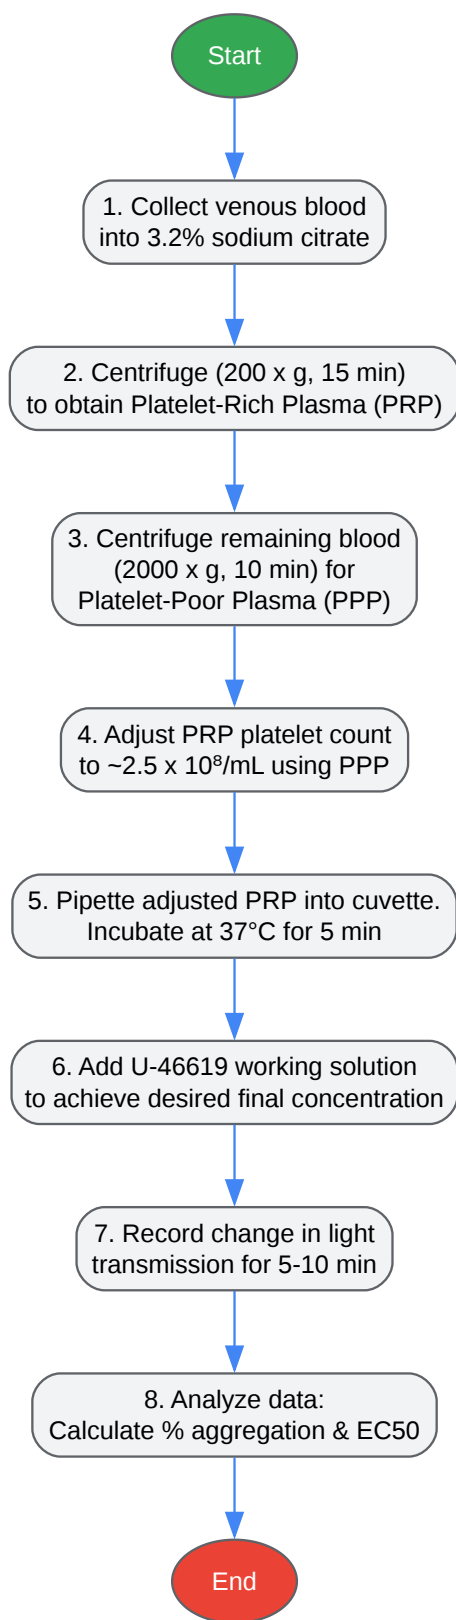 Start
1. Collect venous blood
into 3.2% sodium citrate
2. Centrifuge (200 x g, 15 min)
to obtain Platelet-Rich Plasma (PRP)
3. Centrifuge remaining blood
(2000 x g, 10 min) for
Platelet-Poor Plasma (PPP)
4. Adjust PRP platelet count
to ~2.5 x 10⁸/mL using PPP
5. Pipette adjusted PRP into cuvette.
Incubate at 37°C for 5 min
6. Add U-46619 working solution
to achieve desired final concentration
7. Record change in light
transmission for 5-10 min
8. Analyze data:
Calculate % aggregation & EC50
End